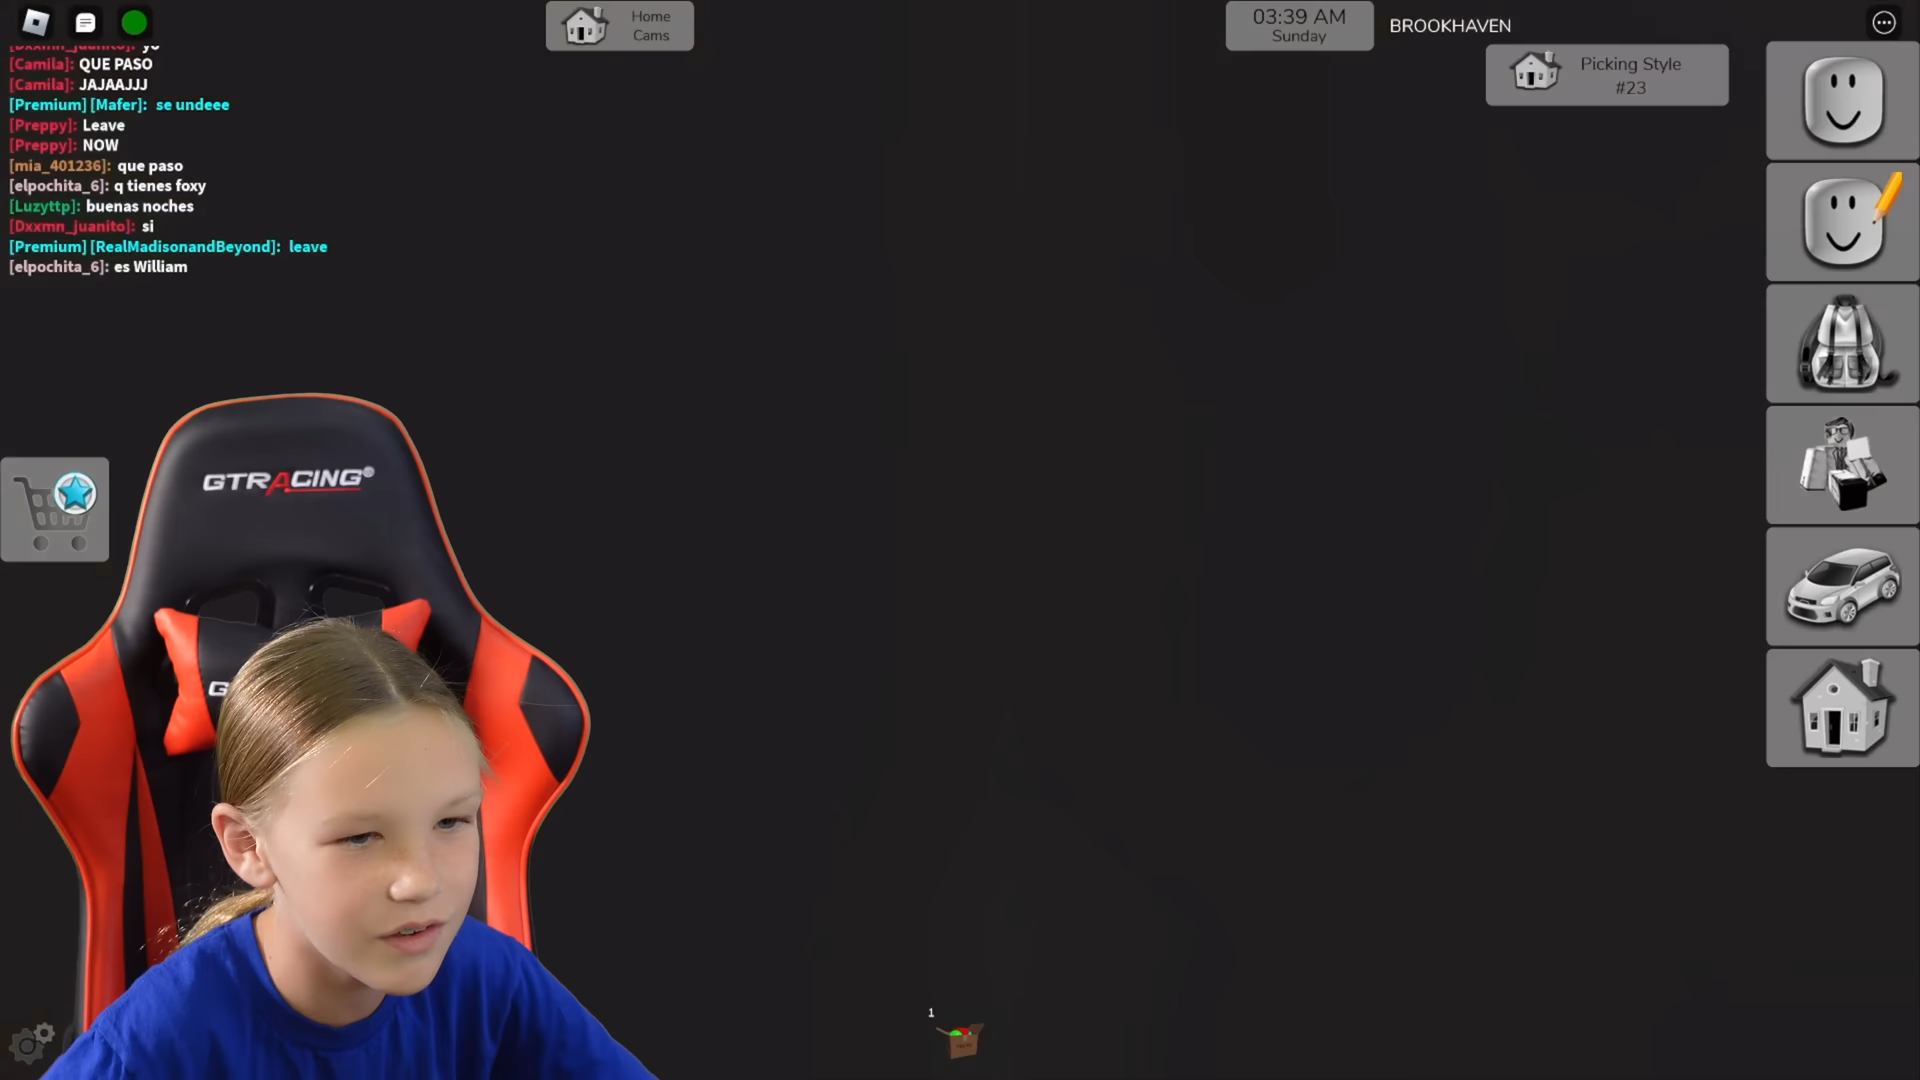 Home
Cams
03:39 AM
Sunday
BROOKHAVEN
Picking Style
#23
[Dxxmn_juanito]: yo
[Camila]: QUE PASO
[Camila]: JAJAAJJJ
[Premium] [Mafer]: se undeee
[Preppy]: Leave
[Preppy]: NOW
[mia_401236]: que paso
[elpochita_6]: q tienes foxy
[Luzyttp]: buenas noches
[Dxxmn_juanito]: si
[Premium] [RealMadisonandBeyond]: leave
[elpochita_6]: es William
GTRACING®
G
1